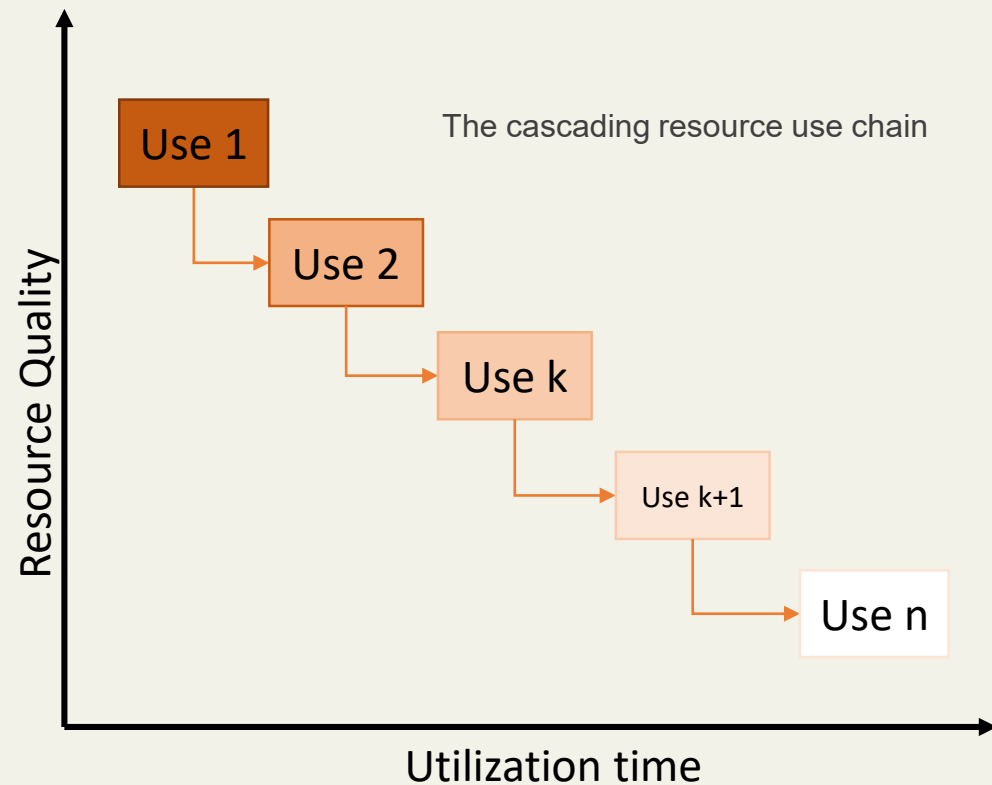 Use 1
The cascading resource use chain
Use 2
Use k
Use k+1
Use n
Resource Quality
Utilization time